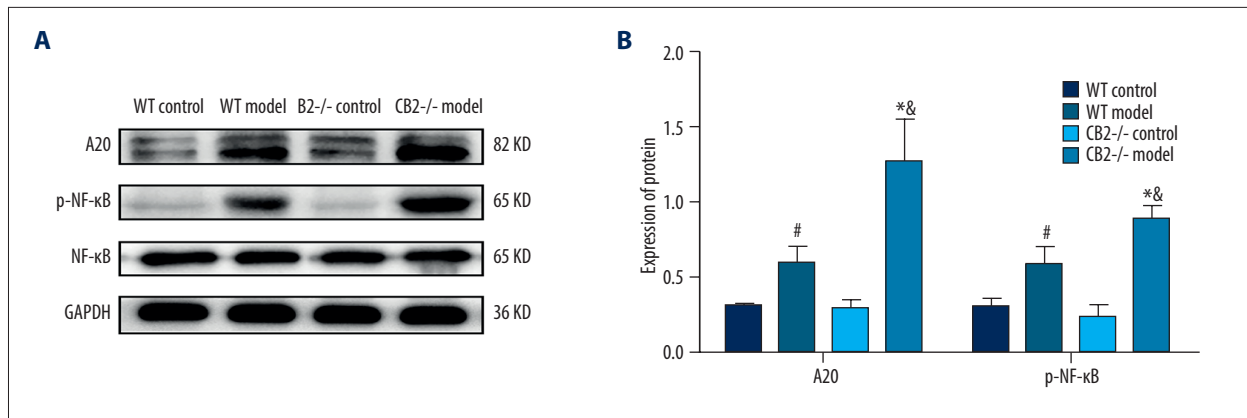 A
WT control WT model B2-/- control CB2-/- model
A20 82 KD
p-NF-κB 65 KD
NF-κB 65 KD
GAPDH 36 KD
B
Expression of protein
2.0
1.5
1.0
0.5
0.0
WT control
WT model
CB2-/- control
CB2-/- model
# *& # *&
A20 p-NF-κB